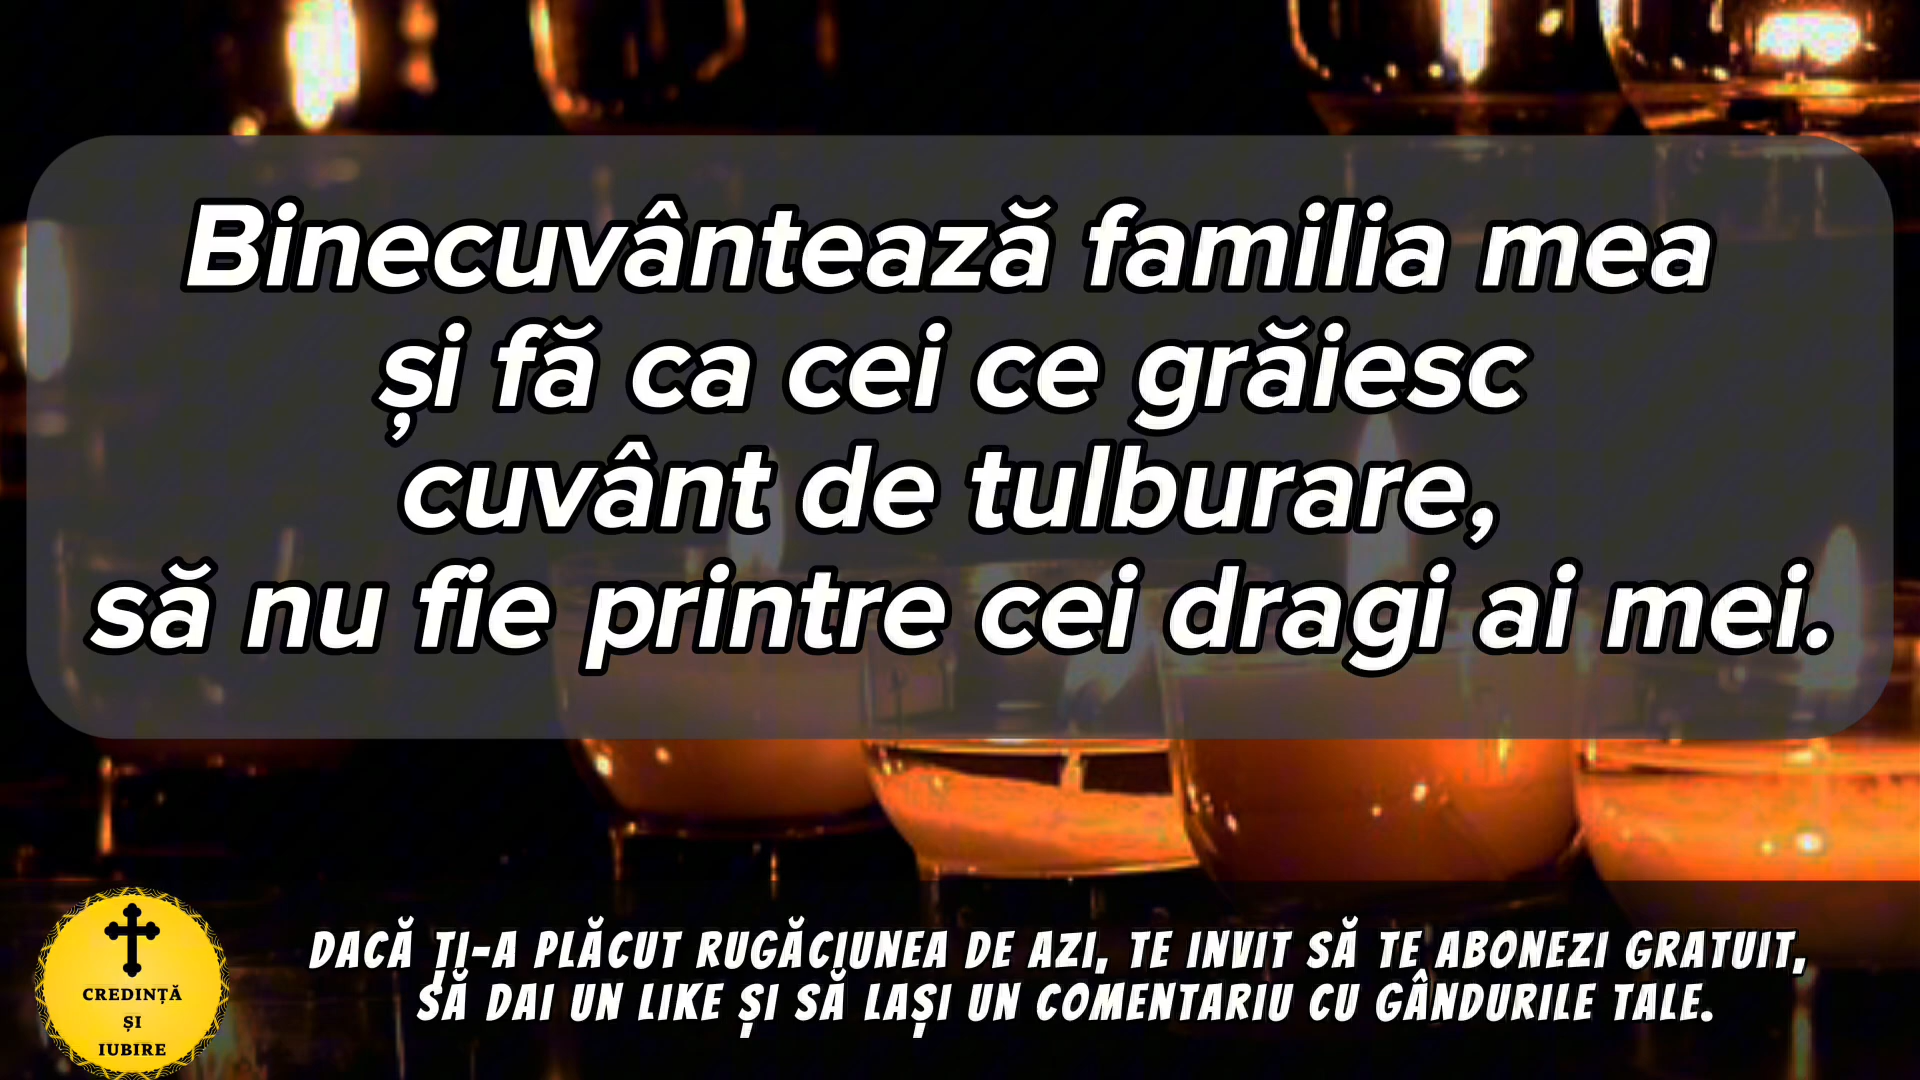 Binecuvântează familia mea
și fă ca cei ce grăiesc
cuvânt de tulburare,
să nu fie printre cei dragi ai mei.
DACĂ ȚI-A PLĂCUT RUGĂCIUNEA DE AZI, TE INVIT SĂ TE ABONEZI GRATUIT,
SĂ DAI UN LIKE ȘI SĂ LAȘI UN COMENTARIU CU GÂNDURILE TALE.
CREDINȚĂ
ȘI
IUBIRE